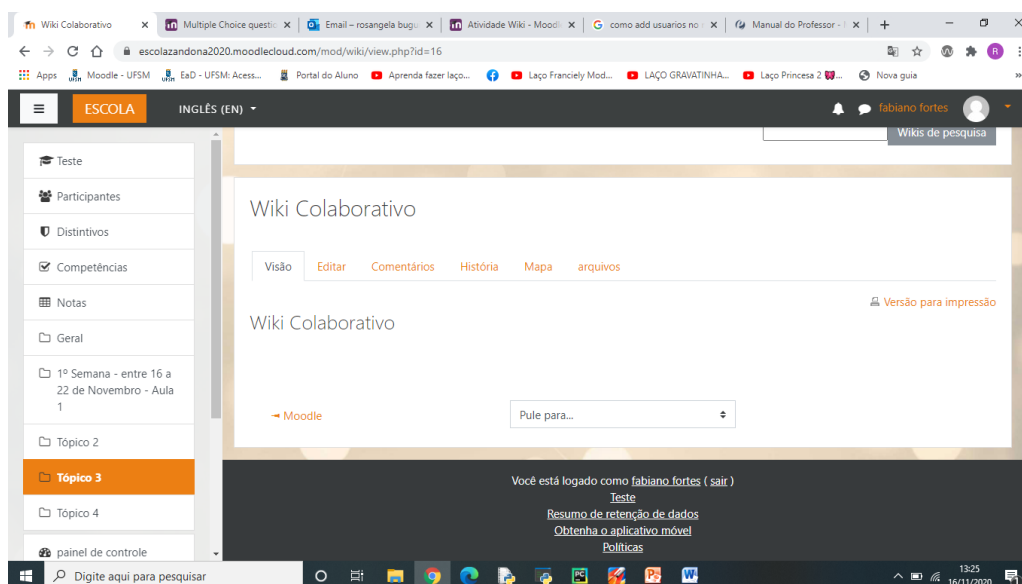 Wiki Colaborativo
Multiple Choice questio
Email – rosangela bugu
Atividade Wiki - Mood
como add usuarios no
Manual do Professor -
escolazandona2020.moodlecloud.com/mod/wiki/view.php?id=16
R
Apps
Moodle - UFSM
EaD - UFSM: Acess...
Portal do Aluno
Aprenda fazer laço...
Laço Franciely Mod...
LAÇO GRAVATINHA...
Laço Princesa 2
Nova guia
ESCOLA
INGLÊS (EN)
fabiano fortes
Wikis de pesquisa
Teste
Participantes
Distintivos
Competências
Notas
Geral
1º Semana - entre 16 a
22 de Novembro - Aula
1
Tópico 2
Tópico 3
Tópico 4
painel de controle
Wiki Colaborativo
Visão
Editar
Comentários
História
Mapa
arquivos
Versão para impressão
Wiki Colaborativo
Moodle
Pule para...
Você está logado como fabiano fortes ( sair )
Teste
Resumo de retenção de dados
Obtenha o aplicativo móvel
Políticas
Digite aqui para pesquisar
13:25
16/11/2020